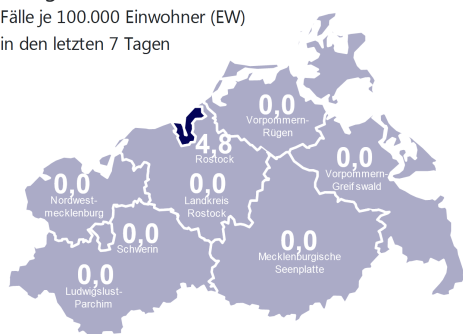 Fälle je 100.000 Einwohner (EW)
in den letzten 7 Tagen
0,0
Vorpommern-
Rügen
4,8
Rostock
0,0
Vorpommern-
Greifswald
0,0
Nordwest-
mecklenburg
0,0
Landkreis
Rostock
0,0
Schwerin
0,0
Mecklenburgische
Seenplatte
0,0
Ludwigslust-
Parchim